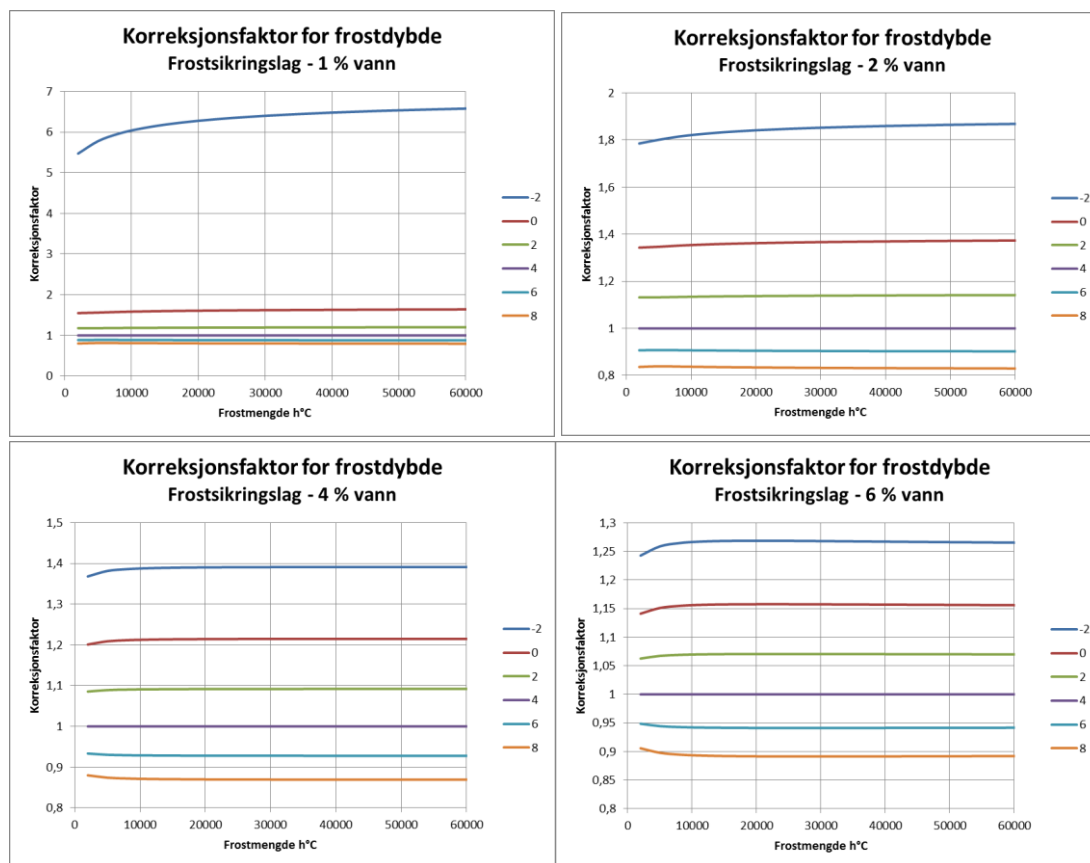 Korreksjonsfaktor for frostdybde
Frostsikringslag - 1 % vann
Korreksjonsfaktor
7
6
5
4
3
2
1
0
0 10000 20000 30000 40000 50000 60000
Frostmengde h°C
-2
0
2
4
6
8
Korreksjonsfaktor for frostdybde
Frostsikringslag - 2 % vann
Korreksjonsfaktor
2
1,8
1,6
1,4
1,2
1
0,8
0 10000 20000 30000 40000 50000 60000
Frostmengde h°C
-2
0
2
4
6
8
Korreksjonsfaktor for frostdybde
Frostsikringslag - 4 % vann
Korreksjonsfaktor
1,5
1,4
1,3
1,2
1,1
1
0,9
0,8
0 10000 20000 30000 40000 50000 60000
Frostmengde h°C
-2
0
2
4
6
8
Korreksjonsfaktor for frostdybde
Frostsikringslag - 6 % vann
Korreksjonsfaktor
1,3
1,25
1,2
1,15
1,1
1,05
1
0,95
0,9
0,85
0,8
0 10000 20000 30000 40000 50000 60000
Frostmengde h°C
-2
0
2
4
6
8